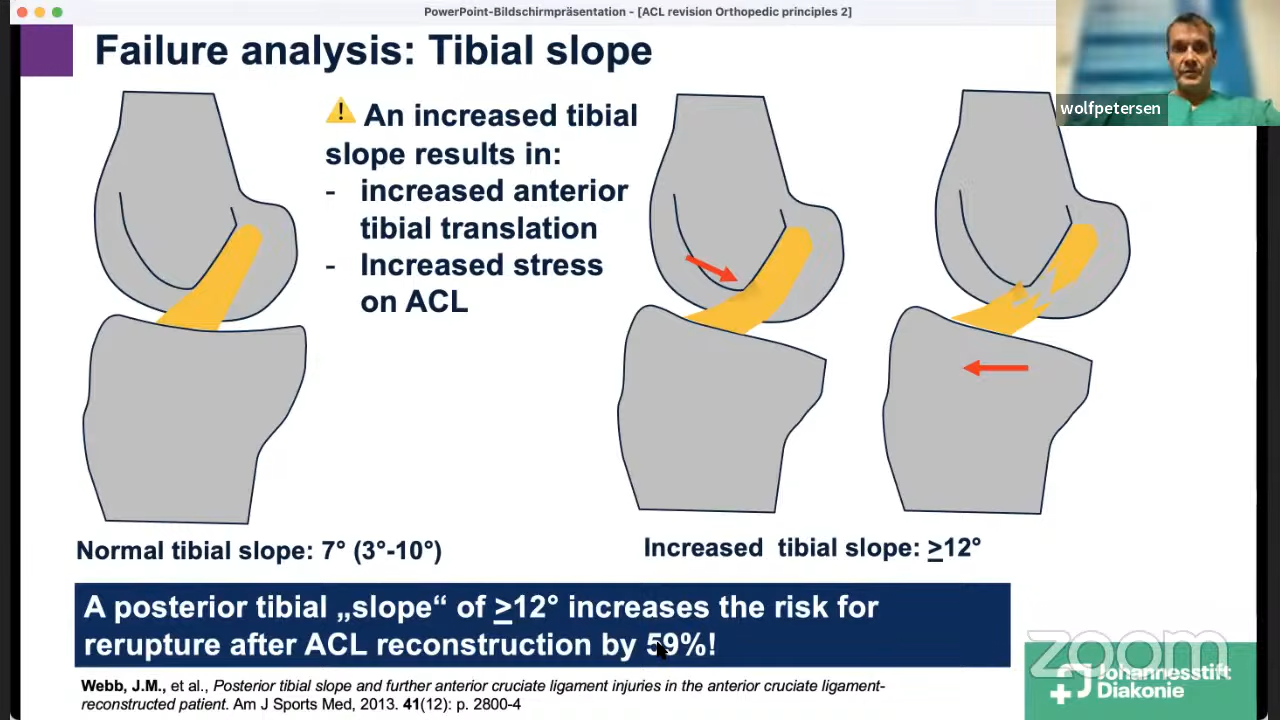 PowerPoint-Bildschirmpräsentation - [ACL revision Orthopedic principles 2]
Failure analysis: Tibial slope
wolfpetersen
An increased tibial
slope results in:
- increased anterior
tibial translation
- Increased stress
on ACL
Normal tibial slope: 7° (3°-10°)
Increased tibial slope: ≥12°
A posterior tibial „slope“ of ≥12° increases the risk for
rerupture after ACL reconstruction by 59%!
Webb, J.M., et al., Posterior tibial slope and further anterior cruciate ligament injuries in the anterior cruciate ligament-
reconstructed patient. Am J Sports Med, 2013. 41(12): p. 2800-4
zoom
Johannesstift
Diakonie